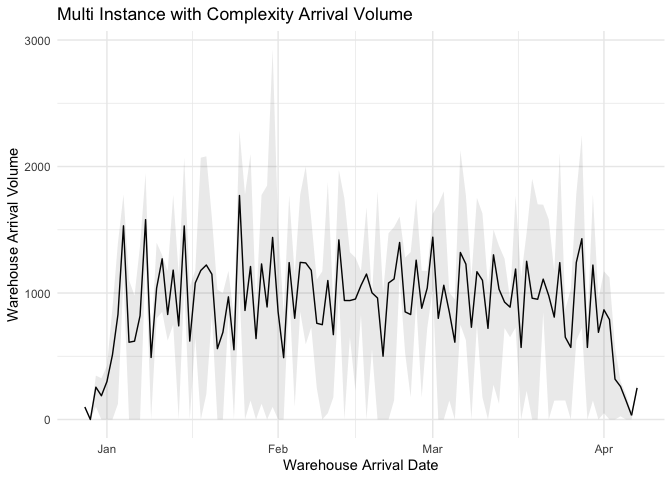 Multi Instance with Complexity Arrival Volume
Warehouse Arrival Volume
3000
2000
1000
0
Jan Feb Mar Apr
Warehouse Arrival Date